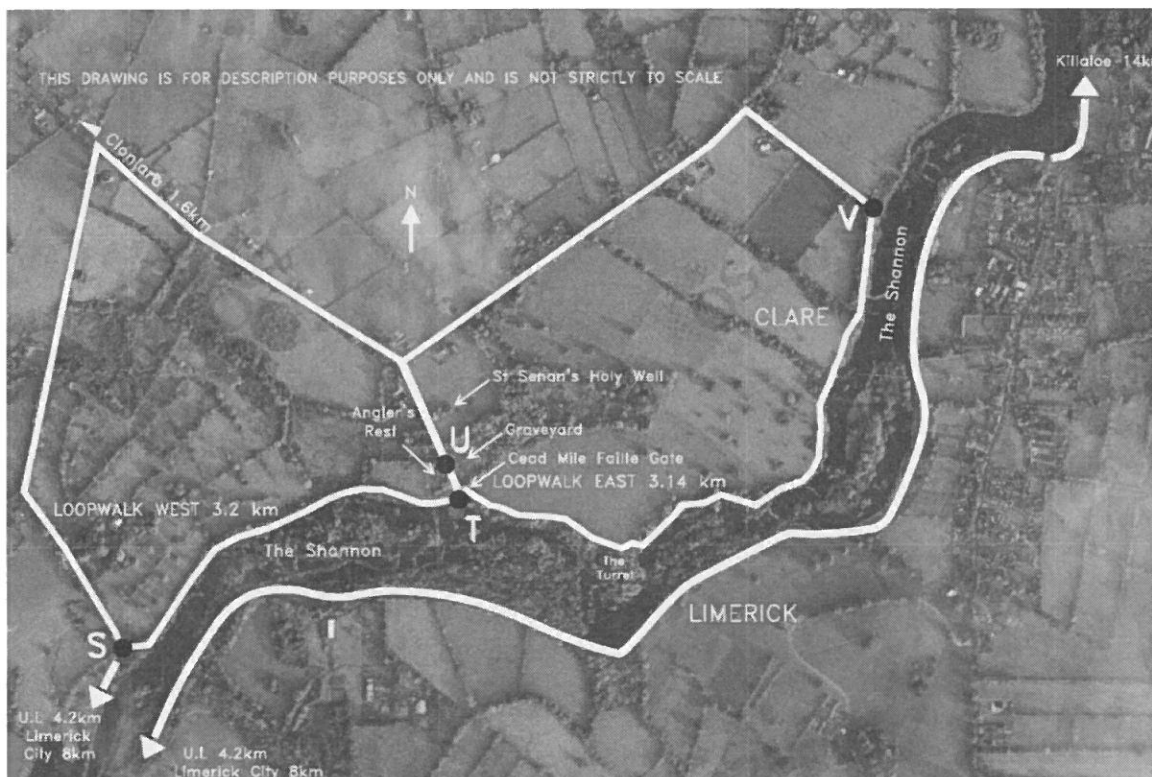 THIS DRAWING IS FOR DESCRIPTION PURPOSES ONLY AND IS NOT STRICTLY TO SCALE
Killaloe 14km
Clonlara 1.6km
N
V
The Shannon
CLARE
St Senan's Holy Well
Angler's
Rest
U
Graveyard
Cead Mile Failte Gate
LOOPWALK EAST 3.14 km
LOOPWALK WEST 3.2 km
T
The Shannon
The
Turret
LIMERICK
S
U.L 4.2km
Limerick
City 8km
U.L 4.2km
Limerick City 8km